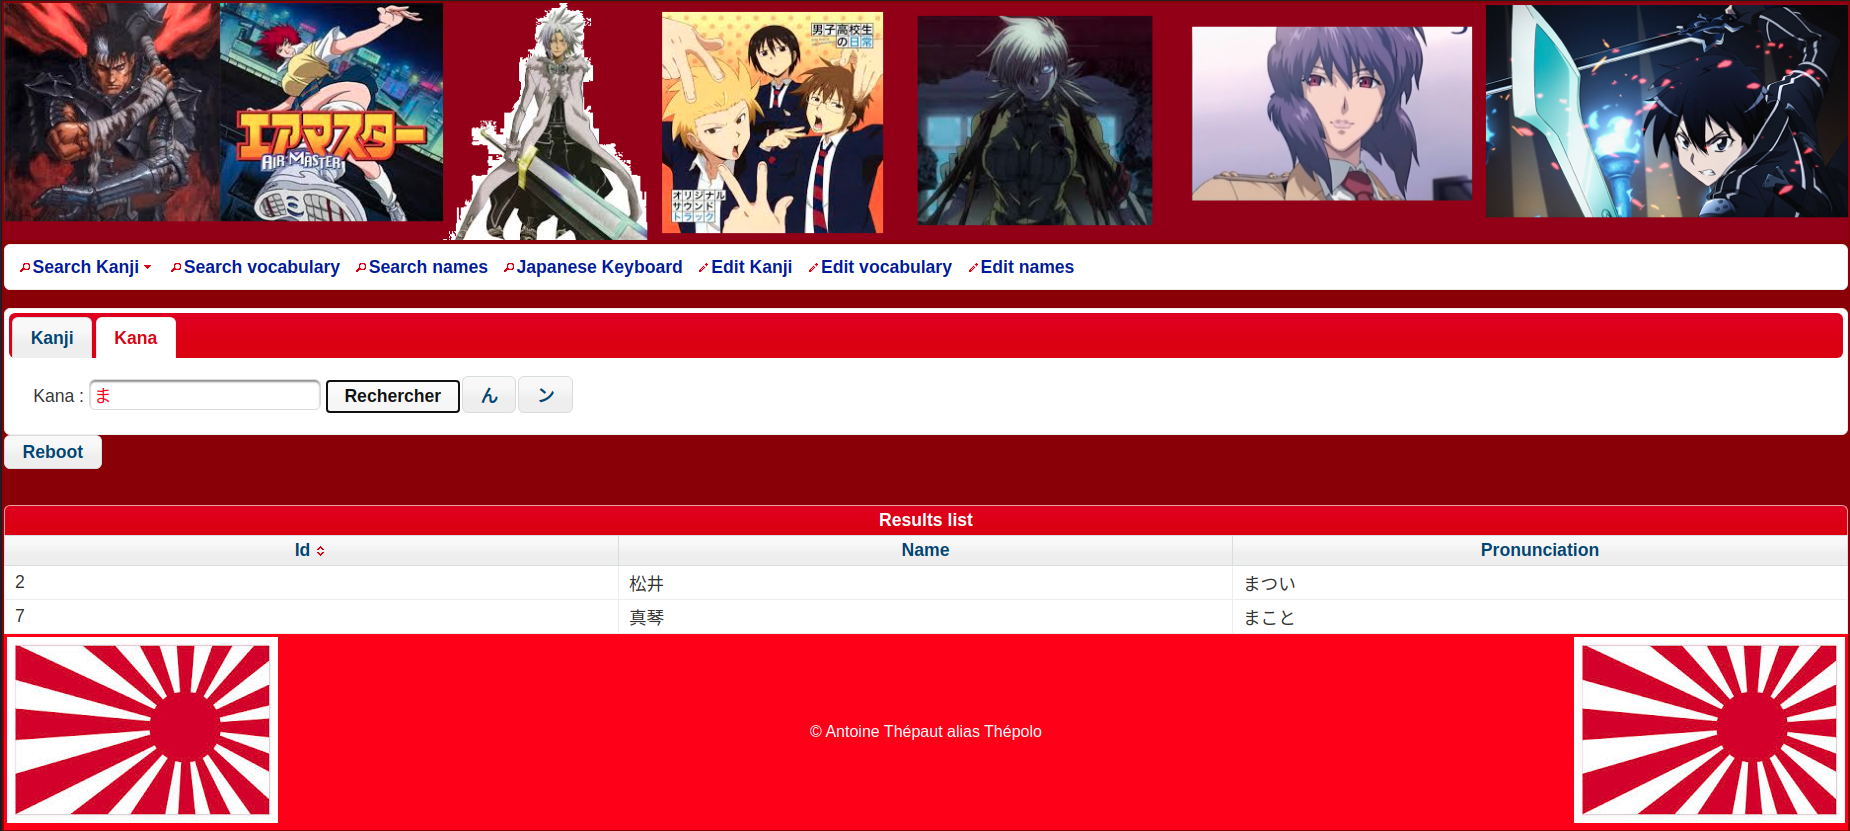 エアマスター
AIR MASTER
男子高校生
の日常
オリジナル
サウンド
トラック
Search Kanji Search vocabulary Search names Japanese Keyboard Edit Kanji Edit vocabulary Edit names
Kanji Kana
Kana : ま Rechercher ん ン
Reboot
Results list
Id Name Pronunciation
2 松井 まつい
7 真琴 まこと
© Antoine Thépaut alias Thépolo